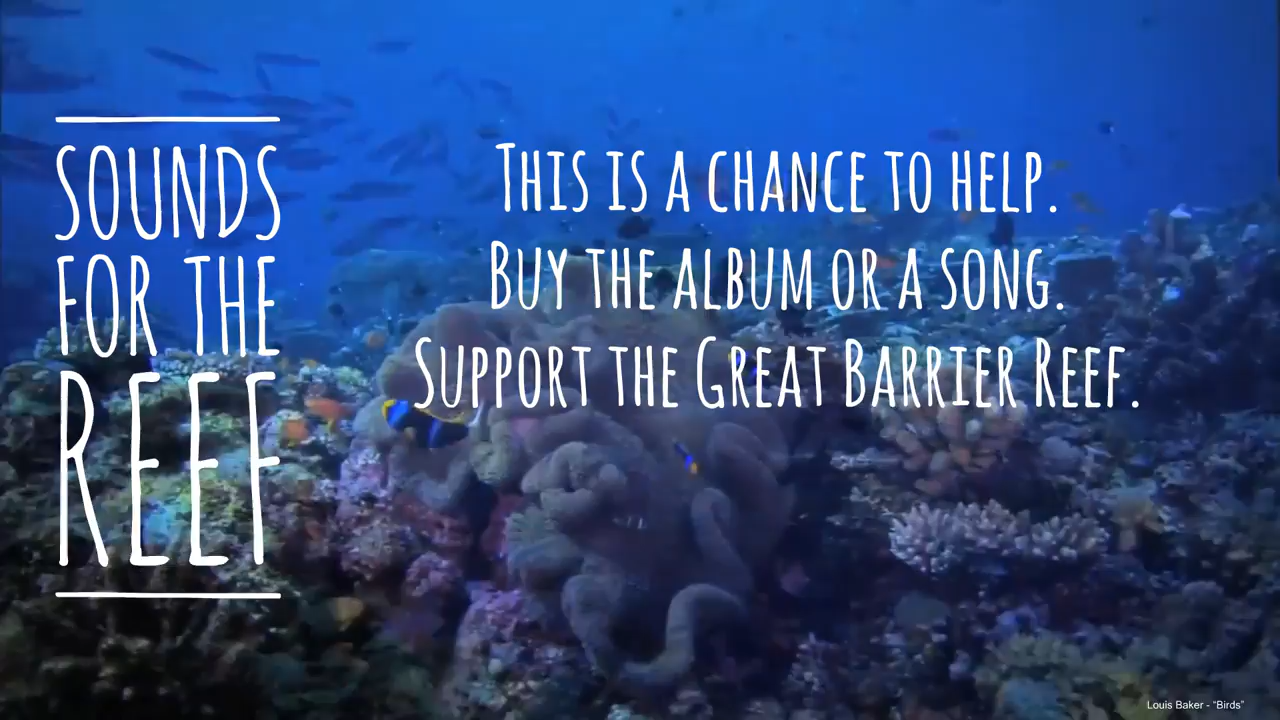 SOUNDS
FOR THE
REEF
THIS IS A CHANCE TO HELP.
BUY THE ALBUM OR A SONG.
SUPPORT THE GREAT BARRIER REEF.
Louis Baker - "Birds"